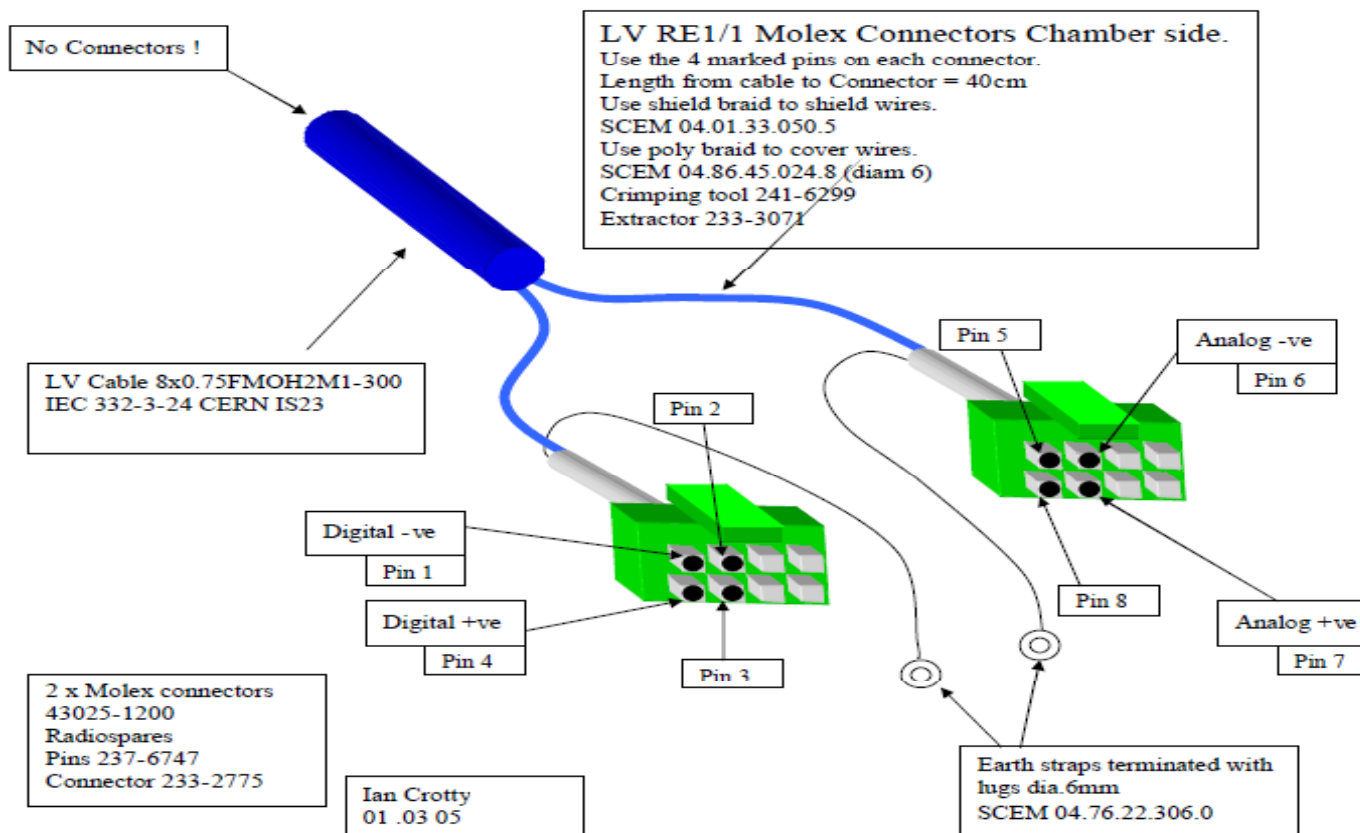 No Connectors !
LV RE1/1 Molex Connectors Chamber side.
Use the 4 marked pins on each connector.
Length from cable to Connector = 40cm
Use shield braid to shield wires.
SCEM 04.01.33.050.5
Use poly braid to cover wires.
SCEM 04.86.45.024.8 (diam 6)
Crimping tool 241-6299
Extractor 233-3071
LV Cable 8x0.75FMOH2M1-300
IEC 332-3-24 CERN IS23
Pin 5
Analog -ve
Pin 6
Pin 2
Digital -ve
Pin 1
Digital +ve
Pin 4
Pin 3
Pin 8
Analog +ve
Pin 7
2 x Molex connectors
43025-1200
Radiospares
Pins 237-6747
Connector 233-2775
Ian Crotty
01 .03 05
Earth straps terminated with
lugs dia.6mm
SCEM 04.76.22.306.0